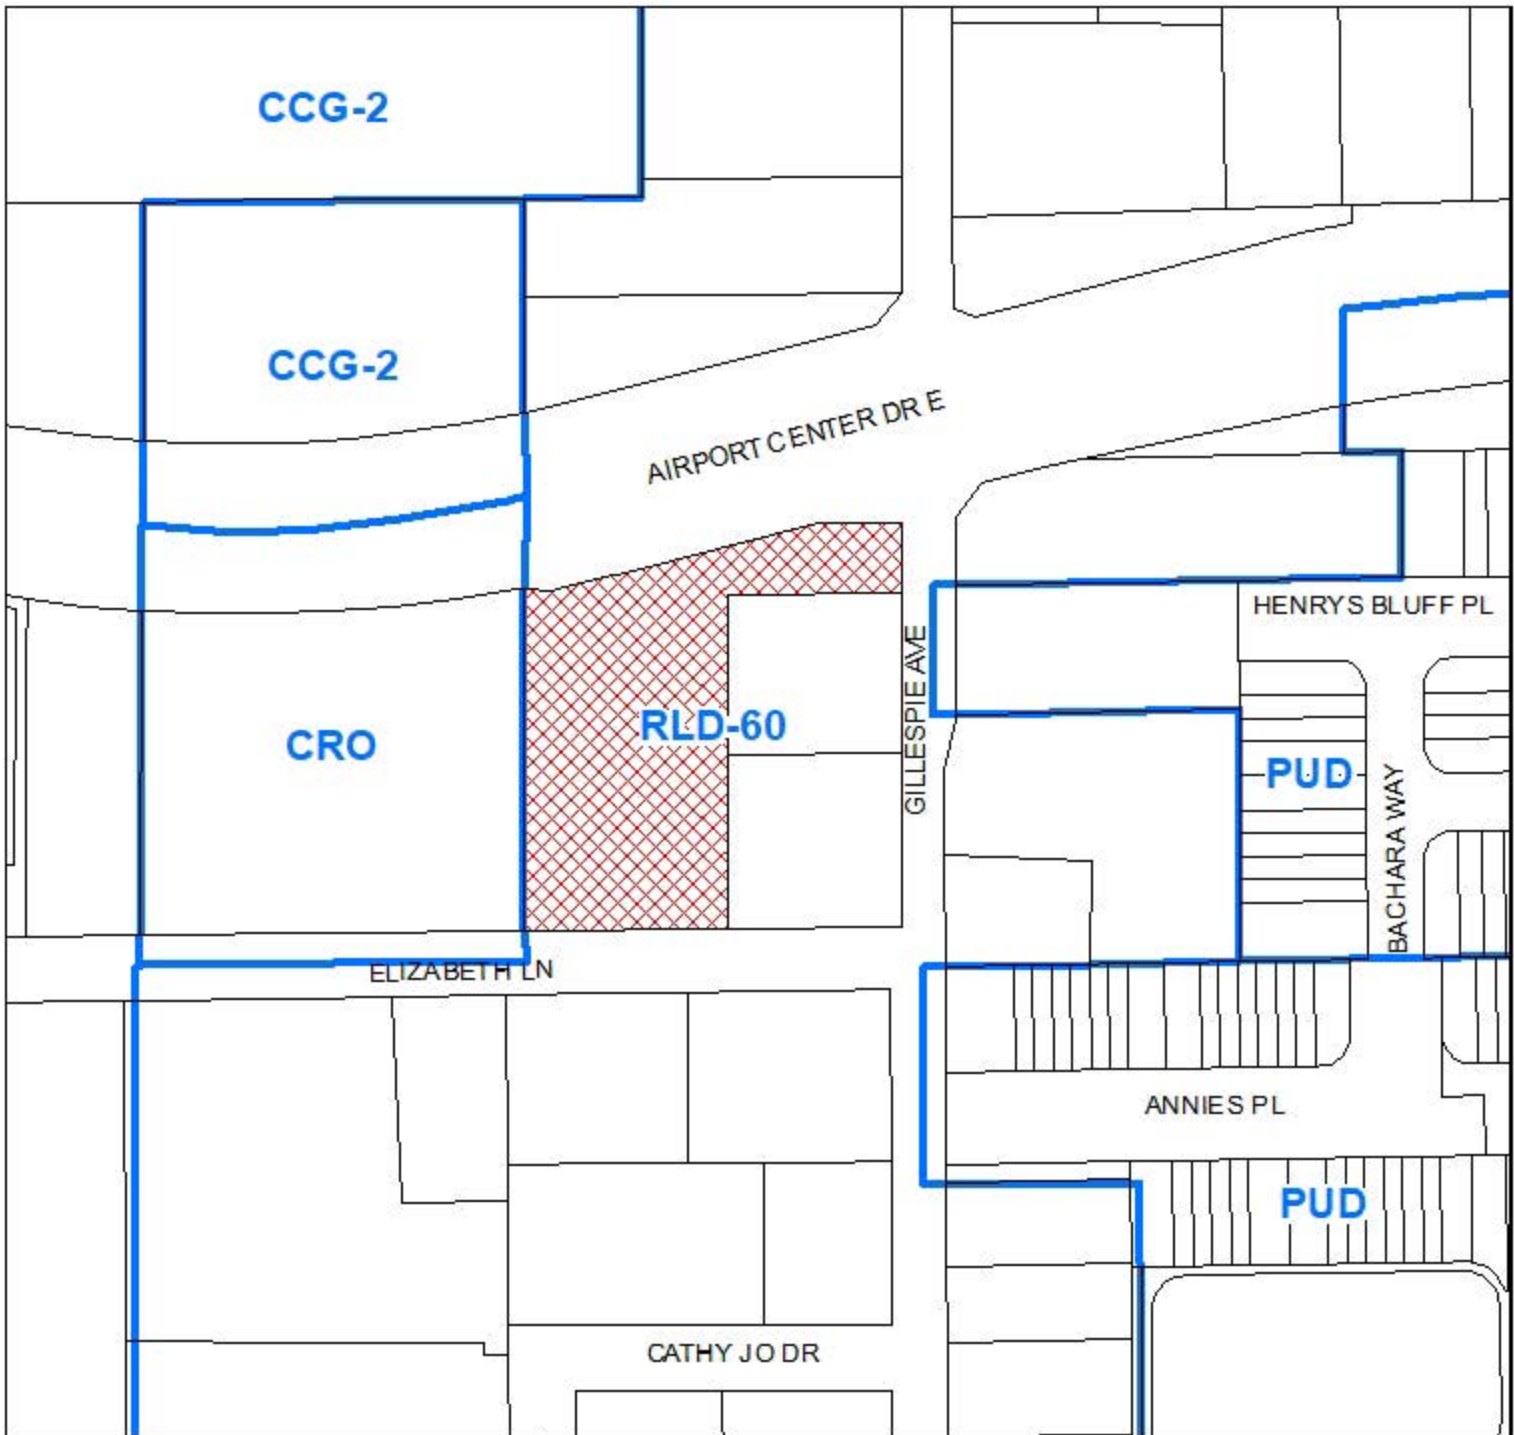 CCG-2
CCG-2
AIRPORT CENTER DR E
HENRYS BLUFF PL
GILLESPIE AVE
RLD-60
CRO
PUD
BACHARA WAY
ELIZABETH LN
ANNIES PL
PUD
CATHY JO DR